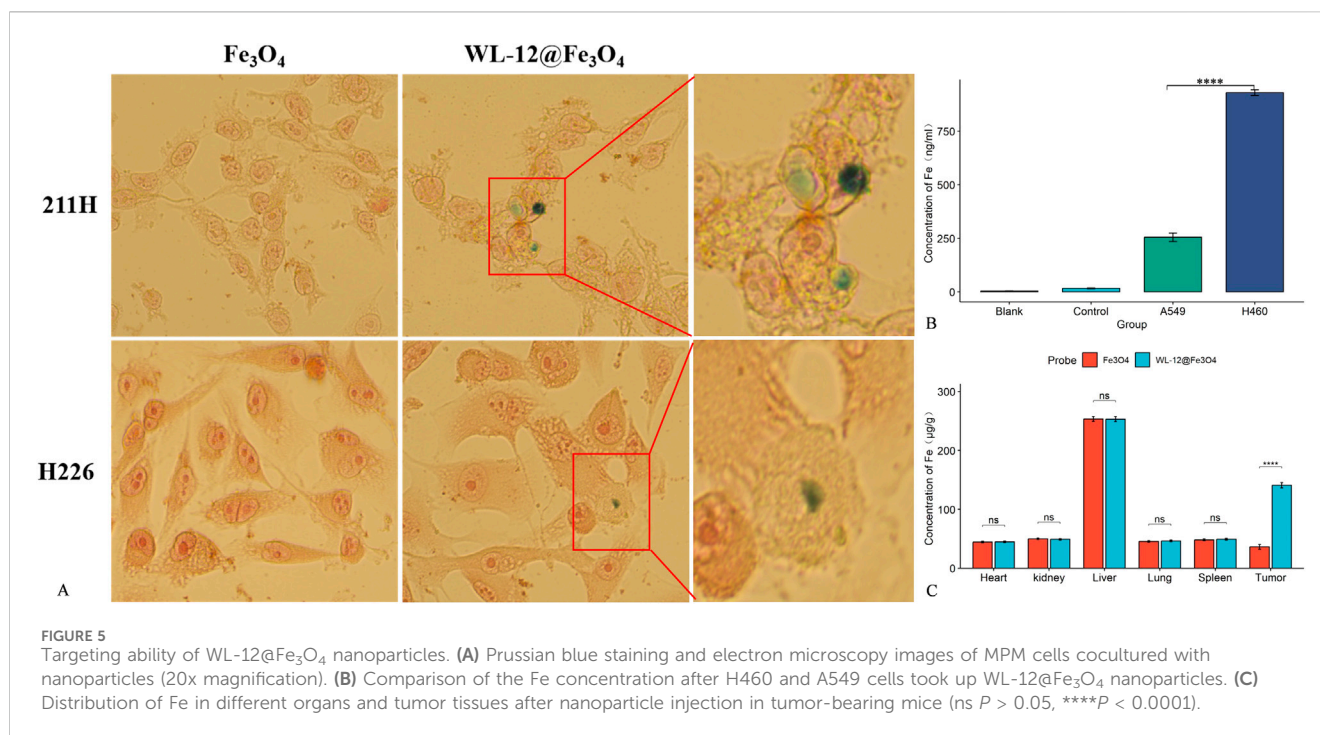 Fe₃O₄
WL-12@Fe₃O₄
211H
H226
A
****
Concentration of Fe (ng/ml)
750
500
250
0
Blank
Control
A549
H460
B
Group
Probe
Fe3O4
WL-12@Fe3O4
Concentration of Fe (μg/g)
300
200
100
0
ns
ns
ns
ns
ns
****
Heart
kidney
Liver
Lung
Spleen
Tumor
C
FIGURE 5
Targeting ability of WL-12@Fe₃O₄ nanoparticles. (A) Prussian blue staining and electron microscopy images of MPM cells cocultured with
nanoparticles (20x magnification). (B) Comparison of the Fe concentration after H460 and A549 cells took up WL-12@Fe₃O₄ nanoparticles. (C)
Distribution of Fe in different organs and tumor tissues after nanoparticle injection in tumor-bearing mice (ns P > 0.05, ****P < 0.0001).